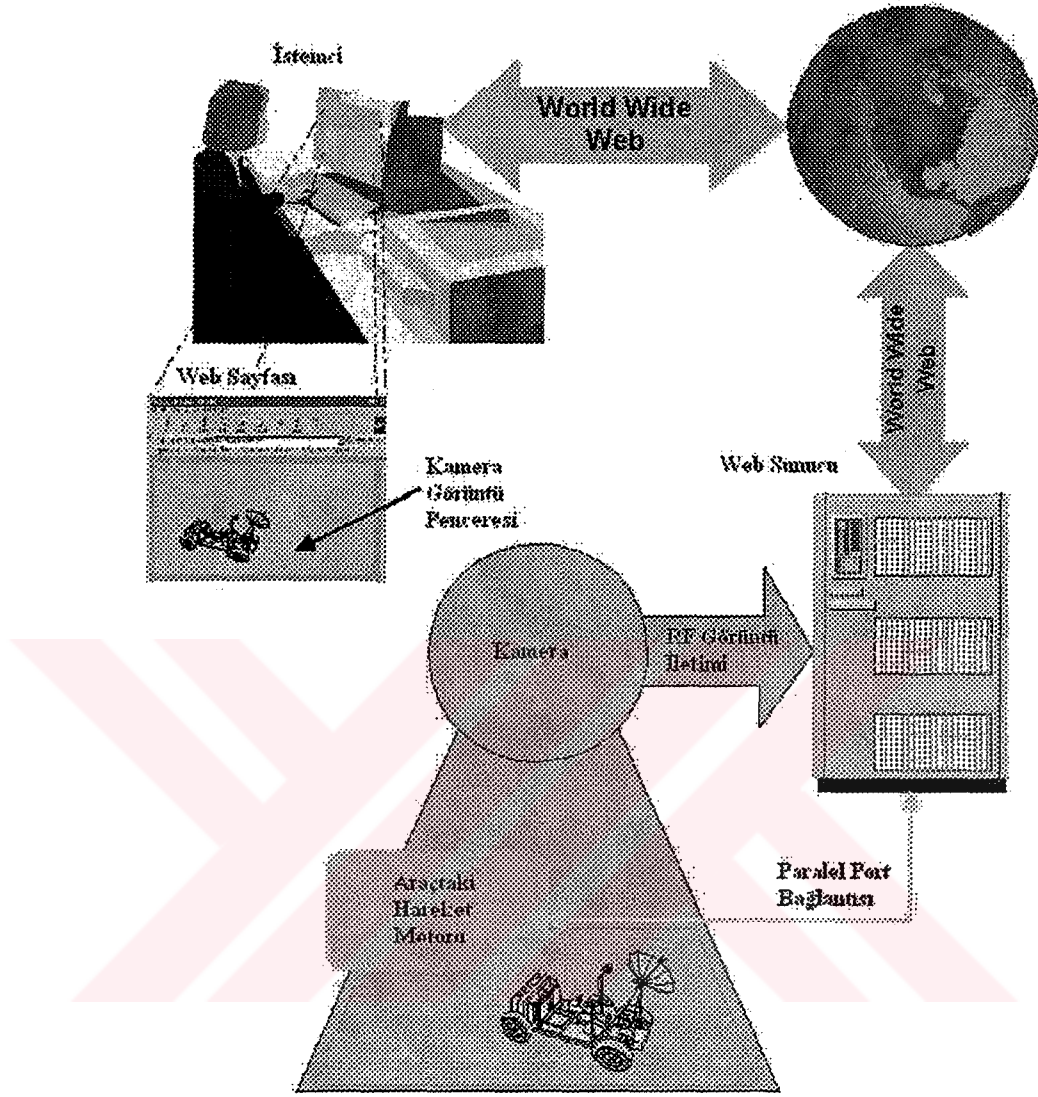 İstemci
World Wide
Web
World Wide
Web
Web Sayfası
Kamera
Görüntü
Penceresi
Web Sunucu
Kamera
RF Görüntü
İletimi
Araçtaki
Hareket
Motoru
Paralel Port
Bağlantısı